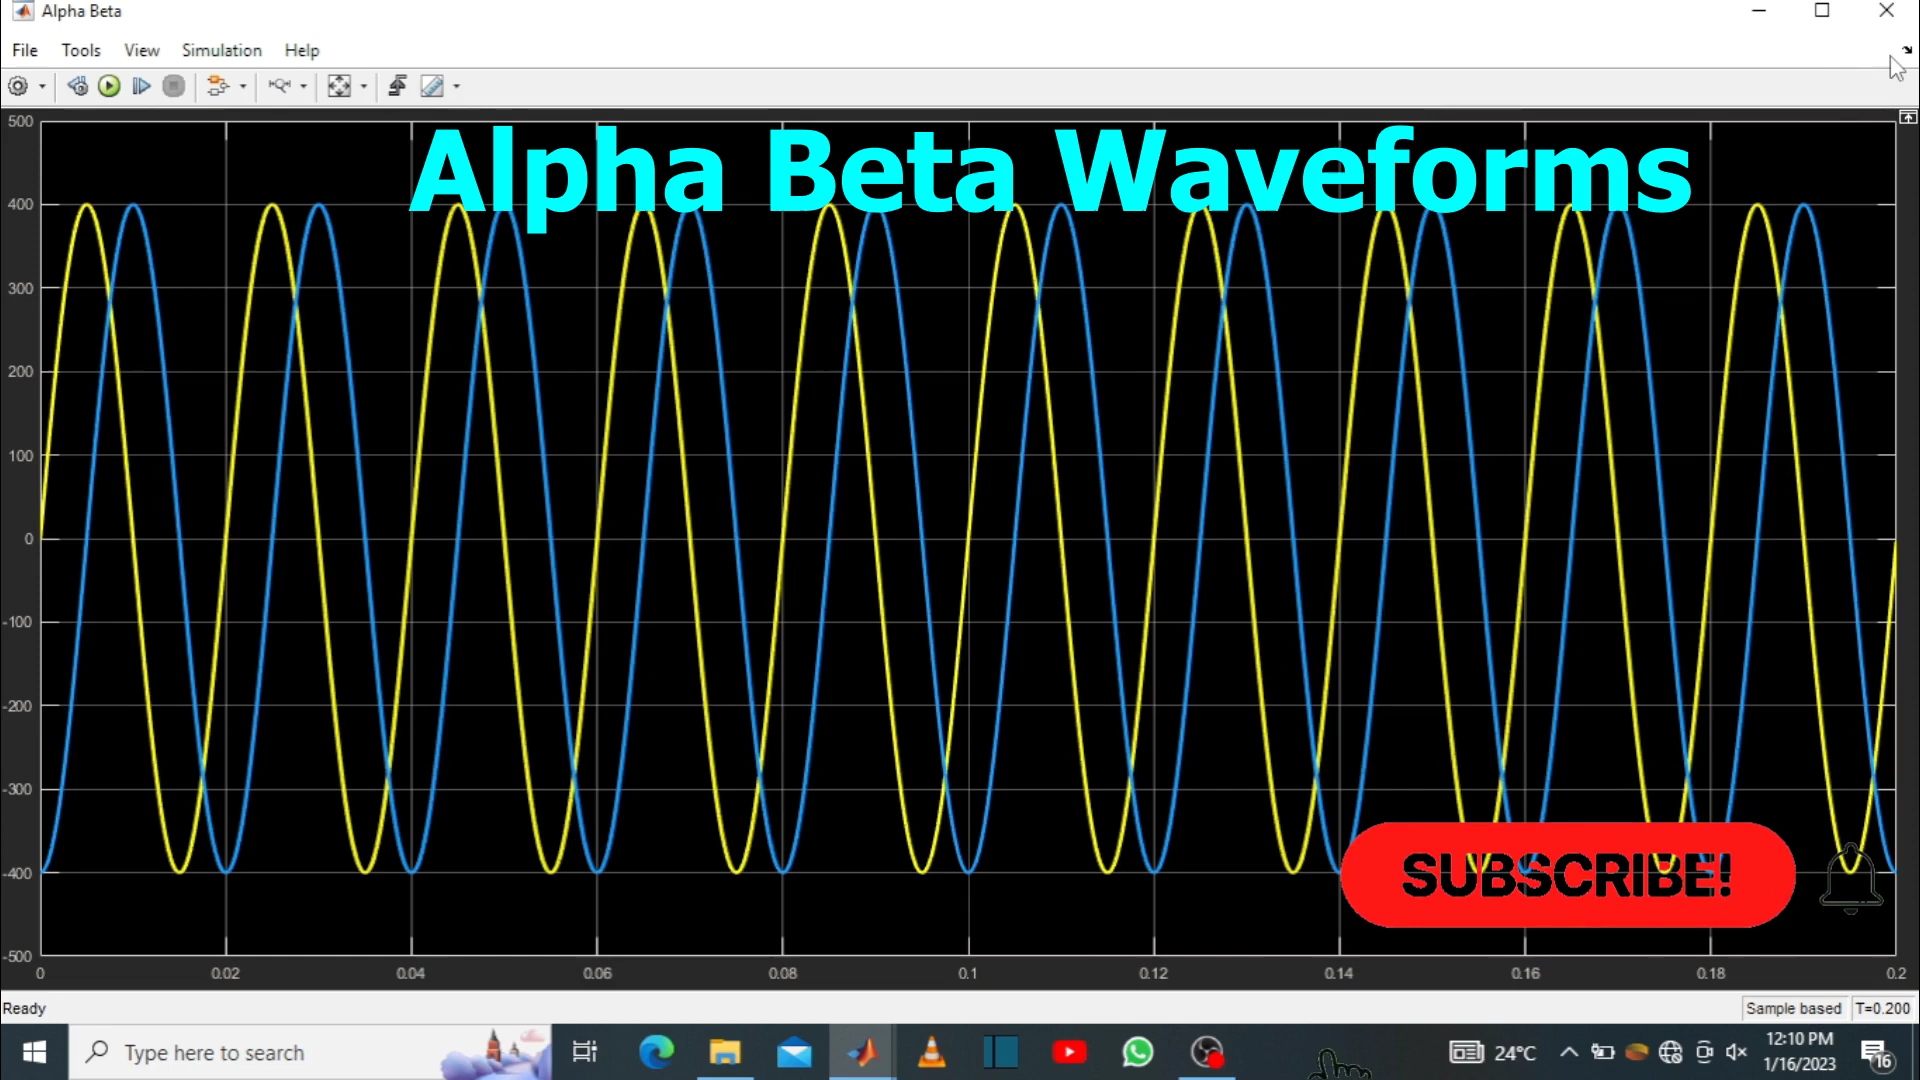 Alpha Beta
File Tools View Simulation Help
Alpha Beta Waveforms
500
400
300
200
100
0
-100
-200
-300
-400
-500
0 0.02 0.04 0.06 0.08 0.1 0.12 0.14 0.16 0.18 0.2
SUBSCRIBE!
Ready Sample based T=0.200
Type here to search 24°C 12:10 PM
1/16/2023
16